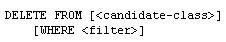 DELETE FROM [<candidate-class>]
[WHERE <filter>]